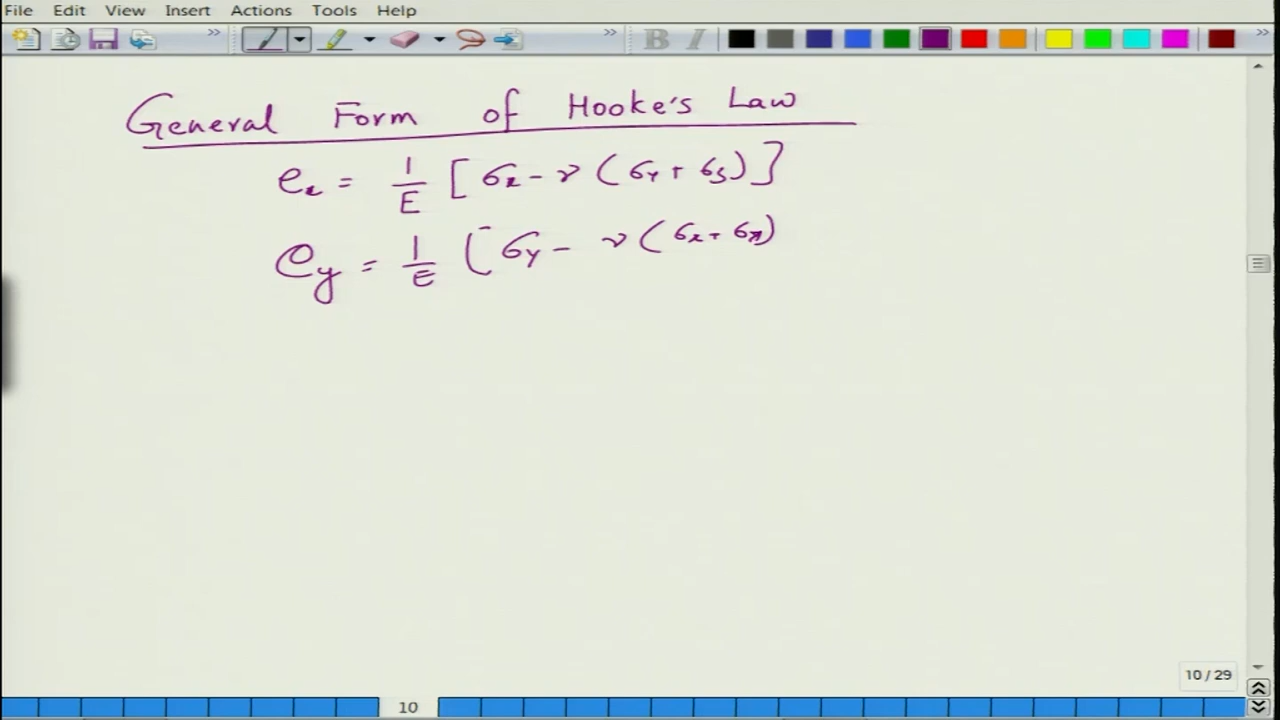 File Edit View Insert Actions Tools Help
B I
General Form of Hooke's Law
eₓ = 1/E [σₓ - ν (σy + σz)]
ey = 1/E [σy - ν (σₓ + σz)
10 / 29
10